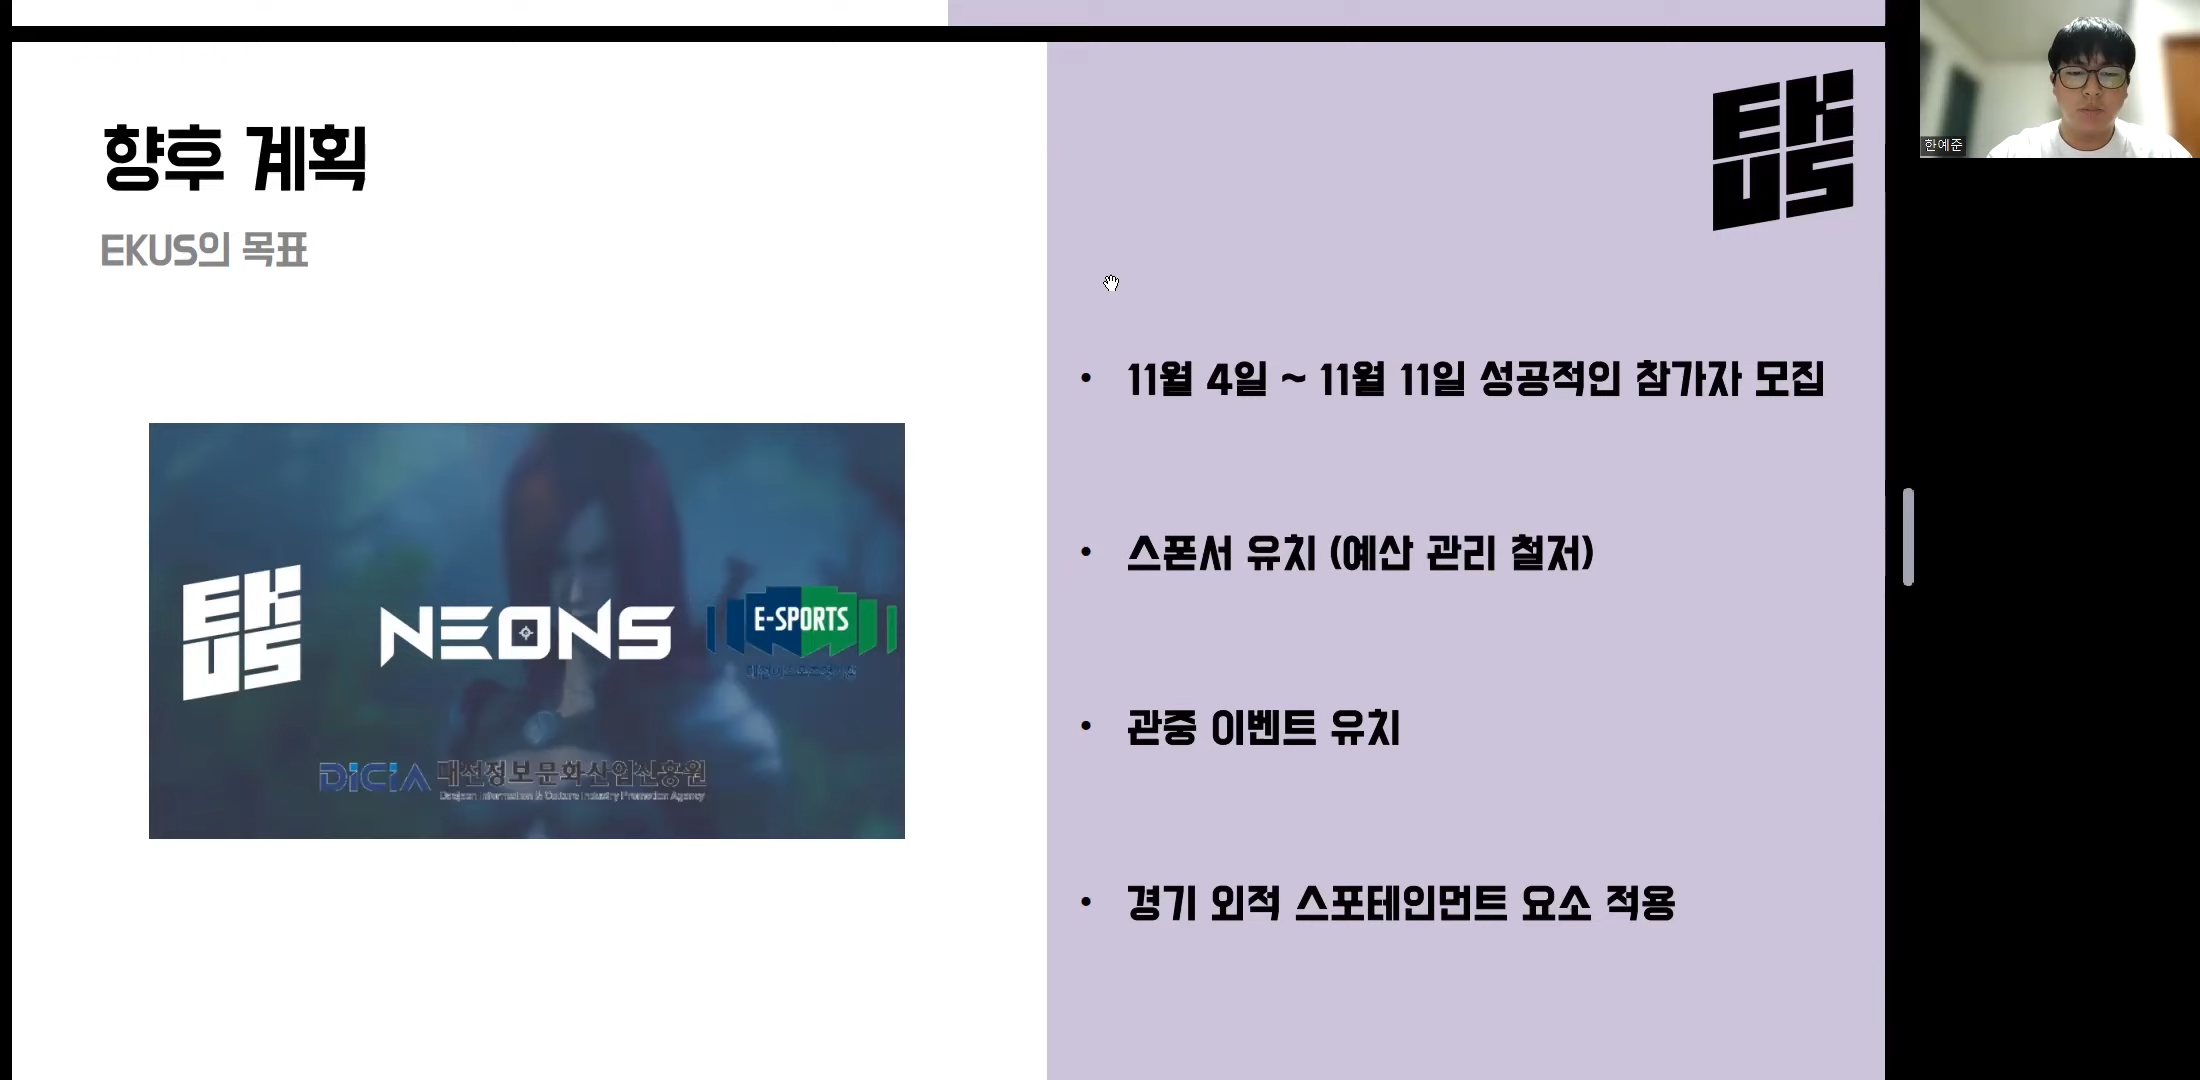 향후 계획
EKUS의 목표
EK
US
11월 4일 ~ 11월 11일 성공적인 참가자 모집
스폰서 유치 (예산 관리 철저)
관중 이벤트 유치
경기 외적 스포테인먼트 요소 적용
EK
US
NEONS
E-SPORTS
DICIA 대전정보문화산업진흥원
Daejeon Information & Culture Industry Promotion Agency
한예준